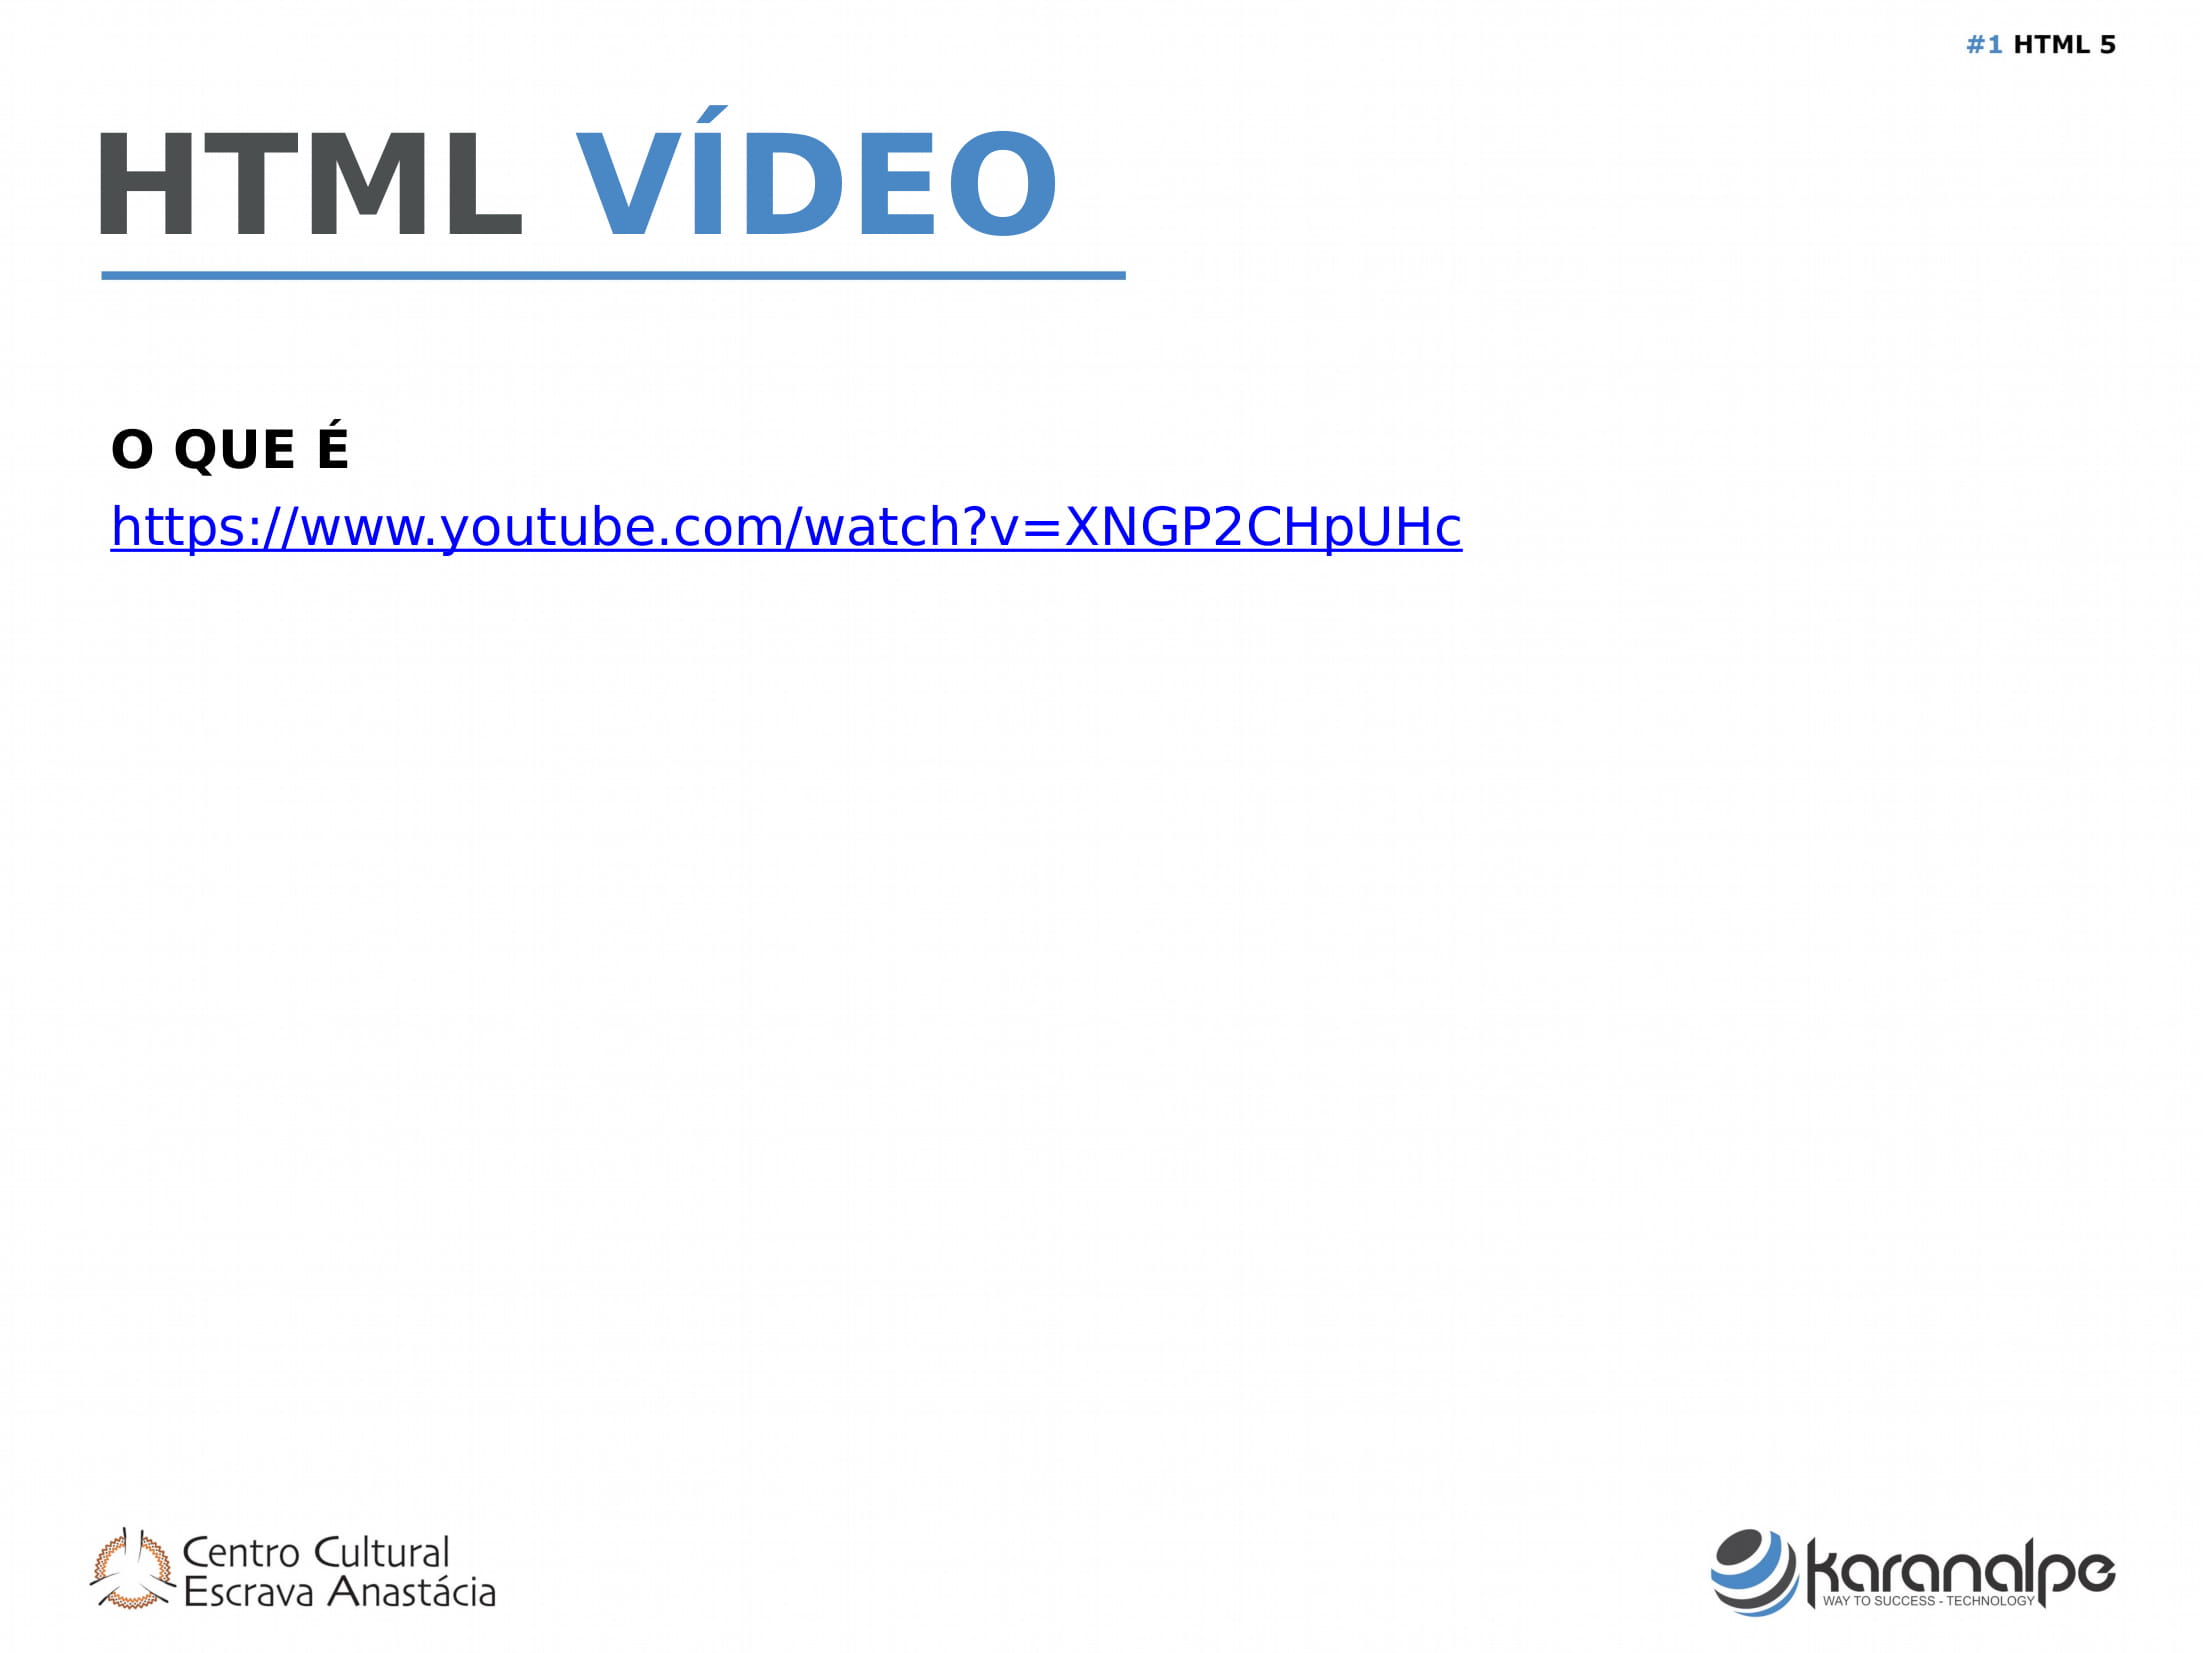 #1 HTML 5
HTML VÍDEO
O QUE É
https://www.youtube.com/watch?v=XNGP2CHpUHc
Centro Cultural
Escrava Anastácia
karanalpe
WAY TO SUCCESS - TECHNOLOGY